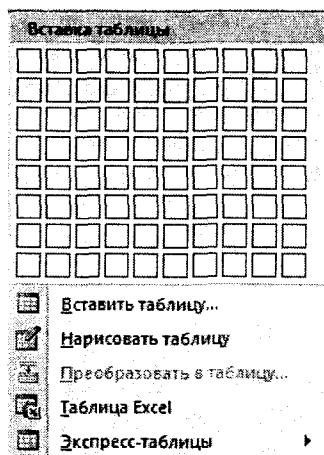 Вставка таблицы
Вставить таблицу...
Нарисовать таблицу
Преобразовать в таблицу...
Таблица Excel
Экспресс-таблицы